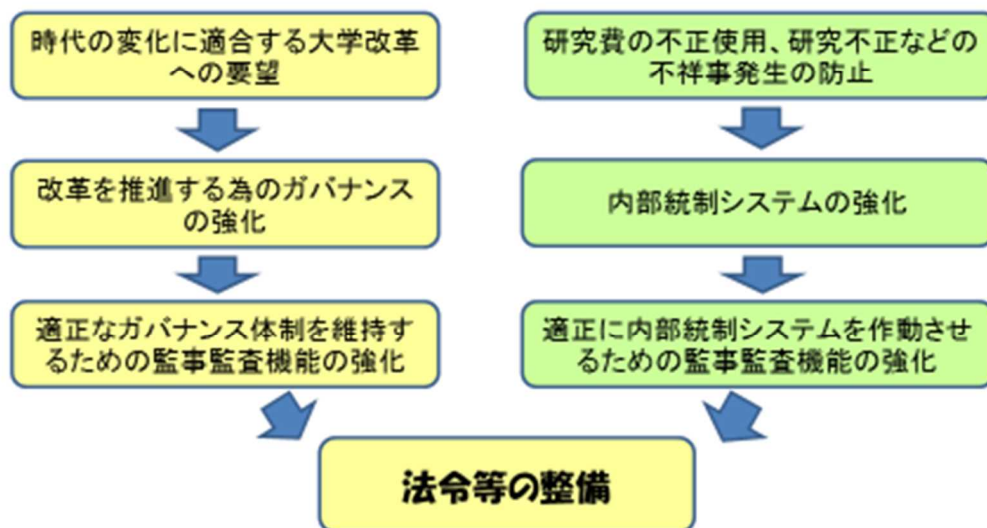 時代の変化に適合する大学改革
への要望
改革を推進する為のガバナンス
の強化
適正なガバナンス体制を維持す
るための監事監査機能の強化
研究費の不正使用、研究不正などの
不祥事発生の防止
内部統制システムの強化
適正に内部統制システムを作動させ
るための監事監査機能の強化
法令等の整備